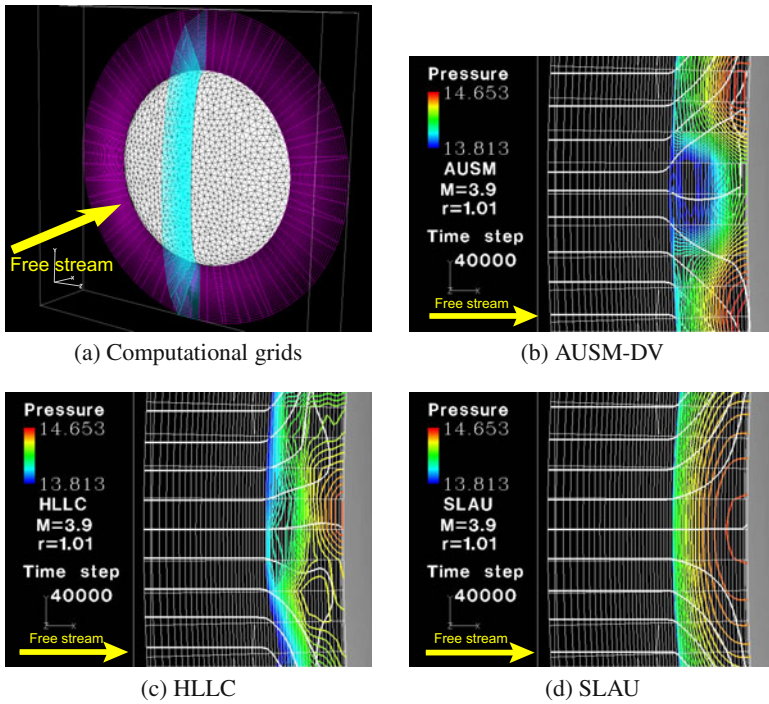 Free stream
Y
X
Z
(a) Computational grids
Pressure
14.653
13.813
AUSM
M=3.9
r=1.01
Time step
40000
Z X
Free stream
(b) AUSM-DV
Pressure
14.653
13.813
HLLC
M=3.9
r=1.01
Time step
40000
Z X
Free stream
(c) HLLC
Pressure
14.653
13.813
SLAU
M=3.9
r=1.01
Time step
40000
Z X
Free stream
(d) SLAU